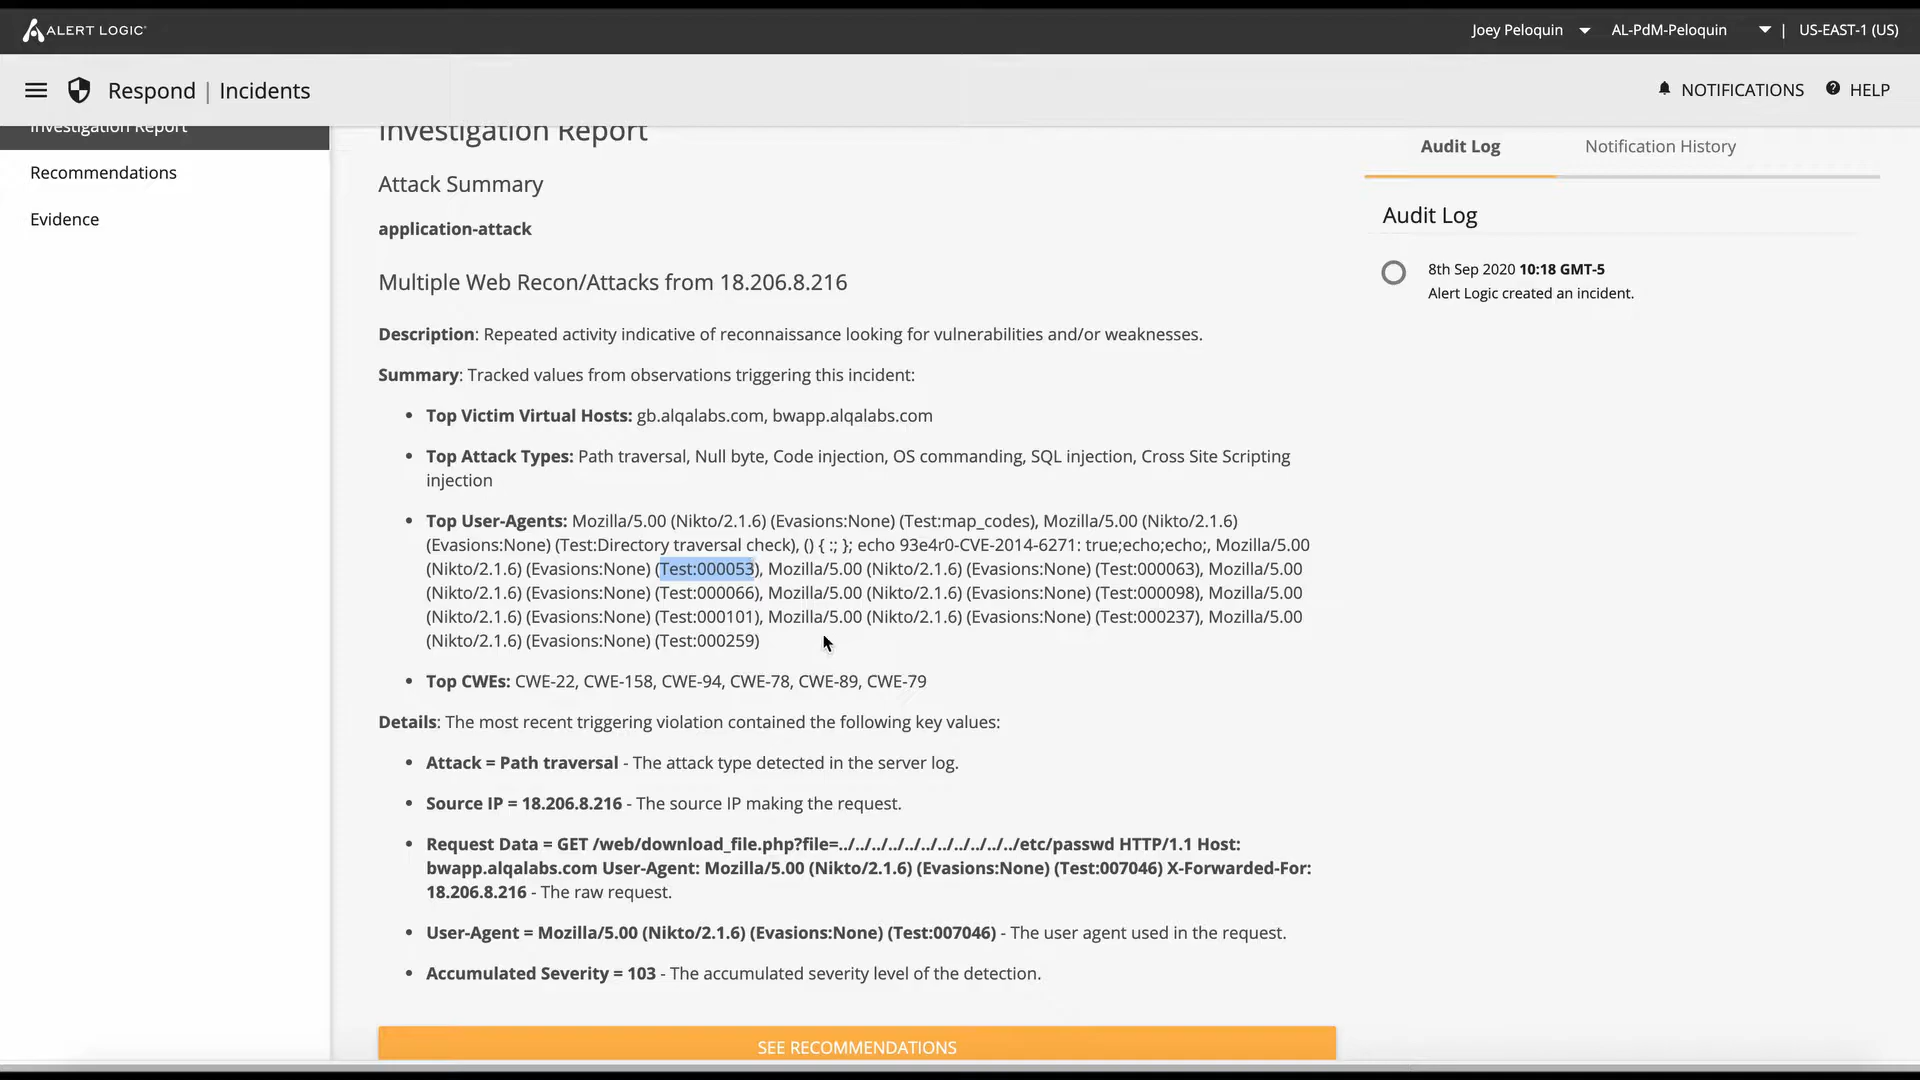 ALERT LOGIC
Joey Peloquin
AL-PdM-Peloquin
| US-EAST-1 (US)
Respond | Incidents
NOTIFICATIONS
HELP
Investigation Report
Recommendations
Evidence
Investigation Report
Attack Summary
application-attack
Multiple Web Recon/Attacks from 18.206.8.216
Description: Repeated activity indicative of reconnaissance looking for vulnerabilities and/or weaknesses.
Summary: Tracked values from observations triggering this incident:
• Top Victim Virtual Hosts: gb.alqalabs.com, bwapp.alqalabs.com
• Top Attack Types: Path traversal, Null byte, Code injection, OS commanding, SQL injection, Cross Site Scripting
injection
• Top User-Agents: Mozilla/5.00 (Nikto/2.1.6) (Evasions:None) (Test:map_codes), Mozilla/5.00 (Nikto/2.1.6)
(Evasions:None) (Test:Directory traversal check), () { :; }; echo 93e4r0-CVE-2014-6271: true;echo;echo;, Mozilla/5.00
(Nikto/2.1.6) (Evasions:None) (Test:000053), Mozilla/5.00 (Nikto/2.1.6) (Evasions:None) (Test:000063), Mozilla/5.00
(Nikto/2.1.6) (Evasions:None) (Test:000066), Mozilla/5.00 (Nikto/2.1.6) (Evasions:None) (Test:000098), Mozilla/5.00
(Nikto/2.1.6) (Evasions:None) (Test:000101), Mozilla/5.00 (Nikto/2.1.6) (Evasions:None) (Test:000237), Mozilla/5.00
(Nikto/2.1.6) (Evasions:None) (Test:000259)
• Top CWEs: CWE-22, CWE-158, CWE-94, CWE-78, CWE-89, CWE-79
Details: The most recent triggering violation contained the following key values:
• Attack = Path traversal - The attack type detected in the server log.
• Source IP = 18.206.8.216 - The source IP making the request.
• Request Data = GET /web/download_file.php?file=../../../../../../../../../../../etc/passwd HTTP/1.1 Host:
bwapp.alqalabs.com User-Agent: Mozilla/5.00 (Nikto/2.1.6) (Evasions:None) (Test:007046) X-Forwarded-For:
18.206.8.216 - The raw request.
• User-Agent = Mozilla/5.00 (Nikto/2.1.6) (Evasions:None) (Test:007046) - The user agent used in the request.
• Accumulated Severity = 103 - The accumulated severity level of the detection.
SEE RECOMMENDATIONS
Audit Log
Notification History
Audit Log
8th Sep 2020 10:18 GMT-5
Alert Logic created an incident.